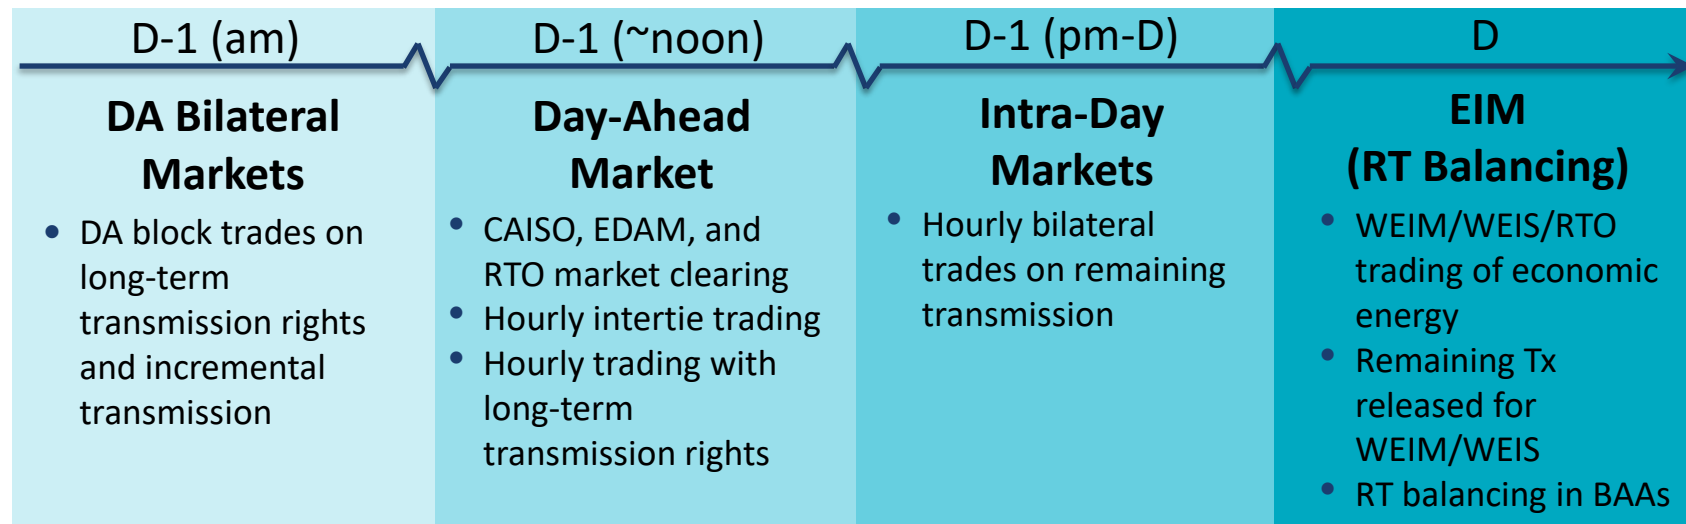 D-1 (am)
DA Bilateral
Markets
• DA block trades on
long-term
transmission rights
and incremental
transmission
D-1 (~noon)
Day-Ahead
Market
• CAISO, EDAM, and
RTO market clearing
• Hourly intertie trading
• Hourly trading with
long-term
transmission rights
D-1 (pm-D)
Intra-Day
Markets
• Hourly bilateral
trades on remaining
transmission
D
EIM
(RT Balancing)
• WEIM/WEIS/RTO
trading of economic
energy
• Remaining Tx
released for
WEIM/WEIS
• RT balancing in BAAs